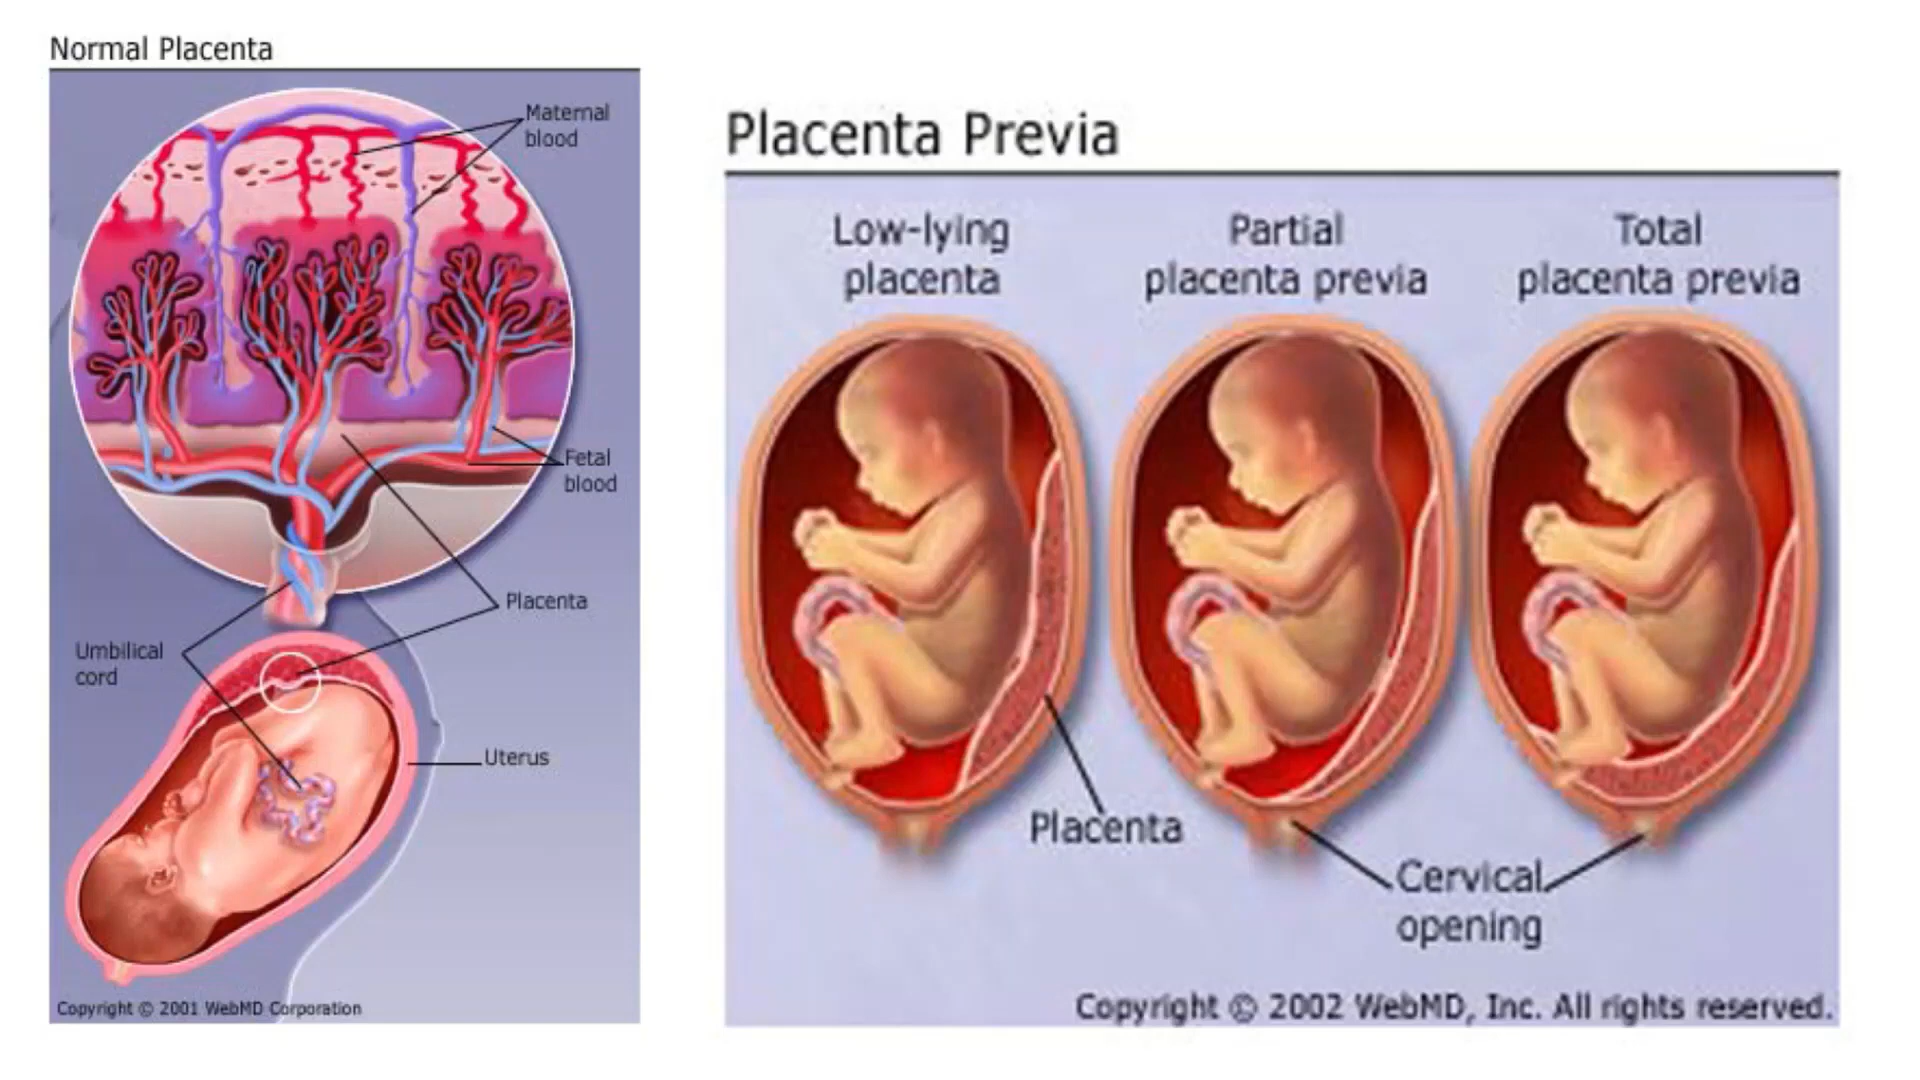 Normal Placenta
Maternal
blood
Fetal
blood
Placenta
Umbilical
cord
Uterus
Copyright © 2001 WebMD Corporation
Placenta Previa
Low-lying
placenta
Partial
placenta previa
Total
placenta previa
Placenta
Cervical
opening
Copyright © 2002 WebMD, Inc. All rights reserved.